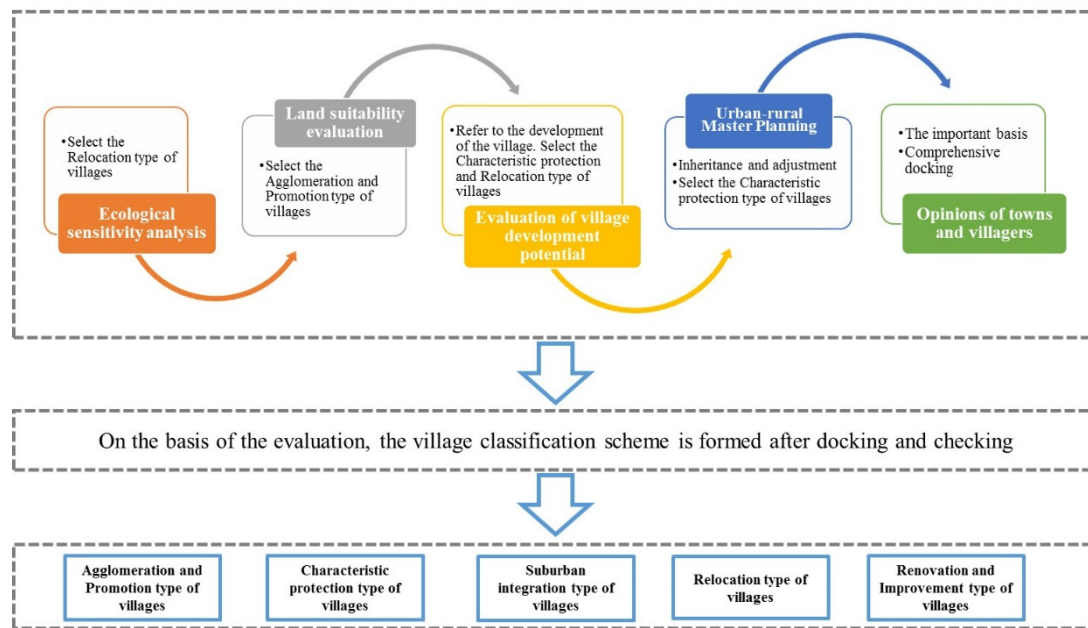 •Select the
Relocation type of
villages
Ecological
sensitivity analysis
Land suitability
evaluation
•Select the
Agglomeration and
Promotion type of
villages
•Refer to the development
of the village. Select the
Characteristic protection
and Relocation type of
villages
Evaluation of village
development
potential
Urban-rural
Master Planning
•Inheritance and adjustment
•Select the Characteristic
protection type of villages
•The important basis
•Comprehensive
docking
Opinions of towns
and villagers
On the basis of the evaluation, the village classification scheme is formed after docking and checking
Agglomeration and
Promotion type of
villages
Characteristic
protection type of
villages
Suburban
integration type of
villages
Relocation type of
villages
Renovation and
Improvement type of
villages